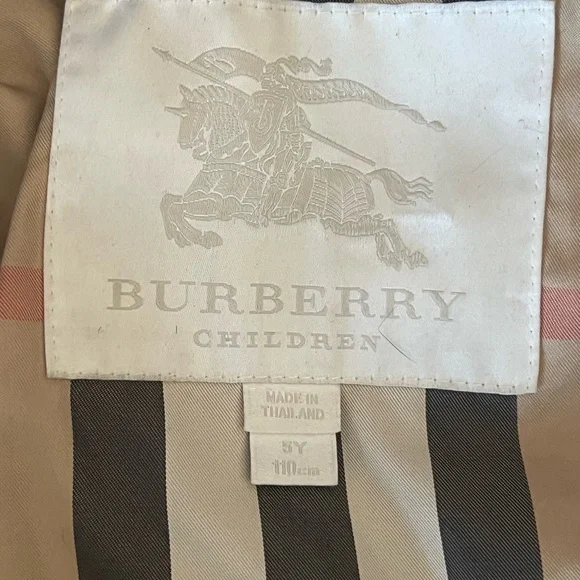 BURBERRY
CHILDREN
MADE IN
THAILAND
5Y
110cm